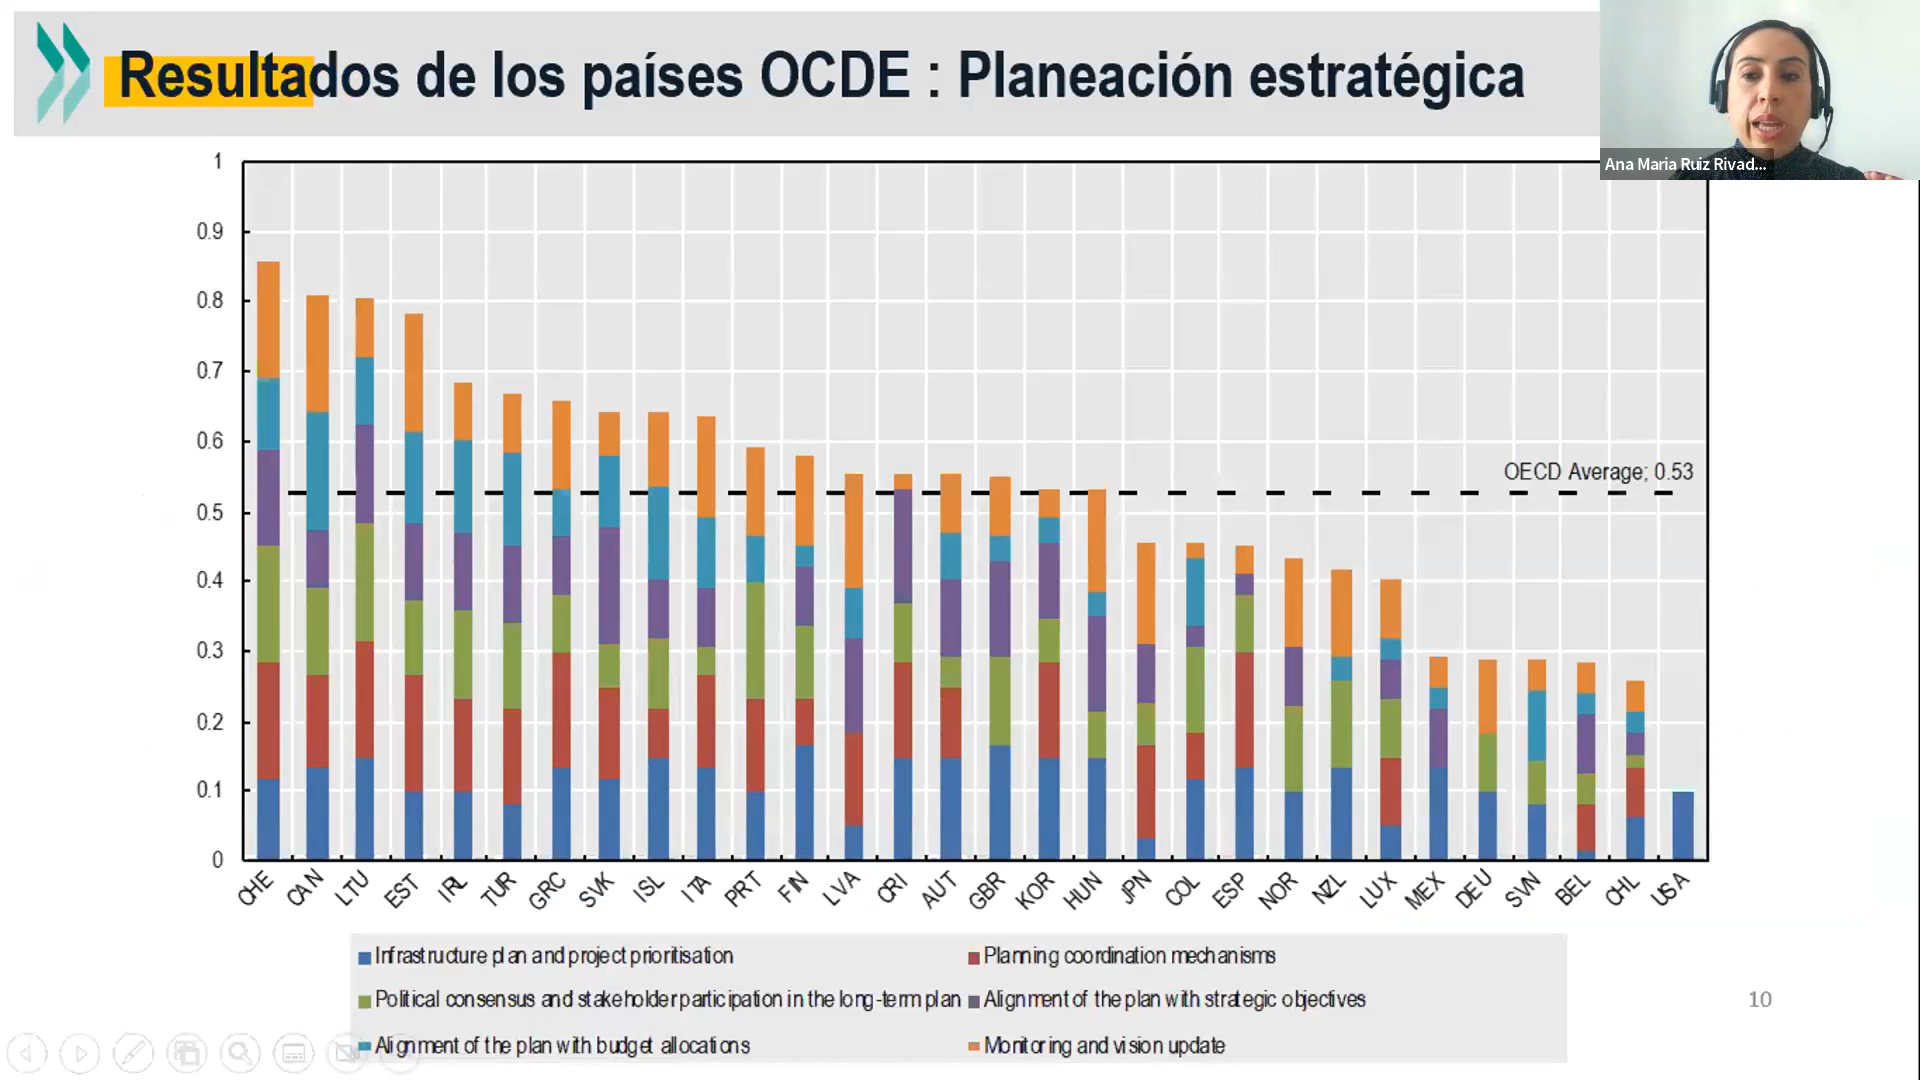 Resultados de los países OCDE : Planeación estratégica
Ana Maria Ruiz Rivad...
1
0.9
0.8
0.7
0.6
0.5
0.4
0.3
0.2
0.1
0
OECD Average; 0.53
CHE CAN LTU EST IRL TUR GRC SVK ISL ITA PRT FIN LVA CRI AUT GBR KOR HUN JPN COL ESP NOR NZL LUX MEX DEU SVN BEL CHL USA
Infrastructure plan and project prioritisation
Planning coordination mechanisms
Political consensus and stakeholder participation in the long-term plan
Alignment of the plan with strategic objectives
Alignment of the plan with budget allocations
Monitoring and vision update
10